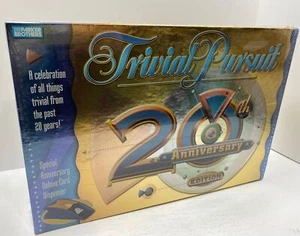 PARKER BROTHERS
Trivial Pursuit
A celebration
of all things
trivial from
the past
20 years!
20th
Anniversary
EDITION
Special
Anniversary
Deluxe Card
Dispenser